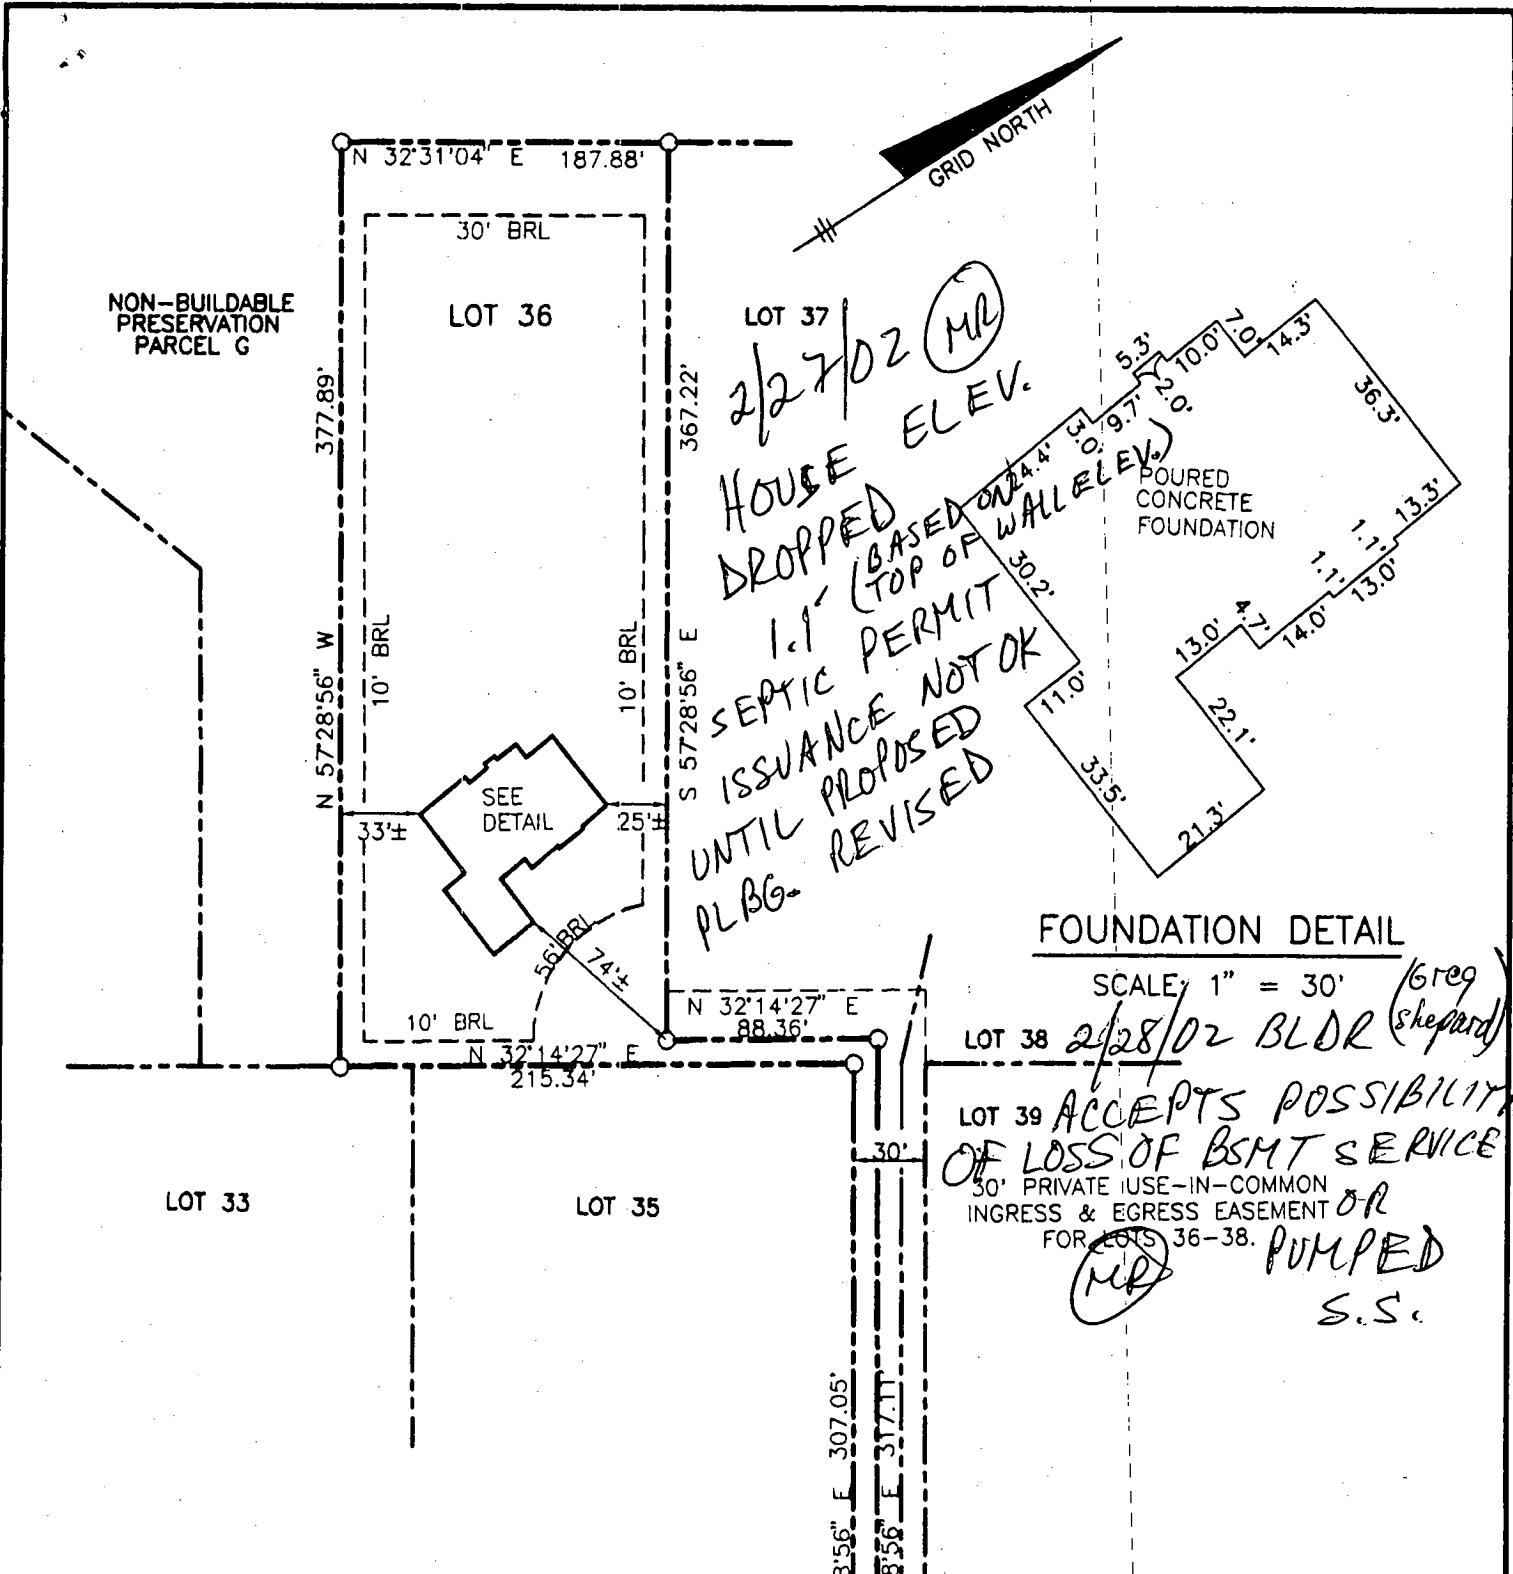 GRID NORTH
N 32°31'04" E 187.88'
30' BRL
LOT 36
NON-BUILDABLE
PRESERVATION
PARCEL G
377.89'
N 57°28'56" W
10' BRL
10' BRL
367.22'
S 57°28'56" E
SEE
DETAIL
33'±
25'±
56' BRL
74'±
10' BRL
N 32°14'27" E
215.34'
N 32°14'27" E
88.36'
LOT 37
2/27/02 MR
HOUSE ELEV.
DROPPED
1.1' (BASED ON
TOP OF WALL ELEV.)
SEPTIC PERMIT
ISSUANCE NOT OK
UNTIL PROPOSED
PLBG. REVISED
5.3'
10.0'
7.0'
14.3'
2.0'
9.7'
3.0'
24.4'
36.3'
POURED
CONCRETE
FOUNDATION
13.3'
1.1'
13.0'
1.1'
14.0'
4.7'
13.0'
30.2'
11.0'
22.1'
33.5'
21.3'
FOUNDATION DETAIL
SCALE 1" = 30'
LOT 38
2/28/02 BLDR (Greg
Shepard)
LOT 39
ACCEPTS POSSIBILITY
OF LOSS OF BSMT SERVICE
OR
PUMPED
S.S.
MR
30'
30' PRIVATE USE-IN-COMMON
INGRESS & EGRESS EASEMENT
FOR LOTS 36-38.
LOT 33
LOT 35
8'56" E 307.05'
8'56" E 317.11'